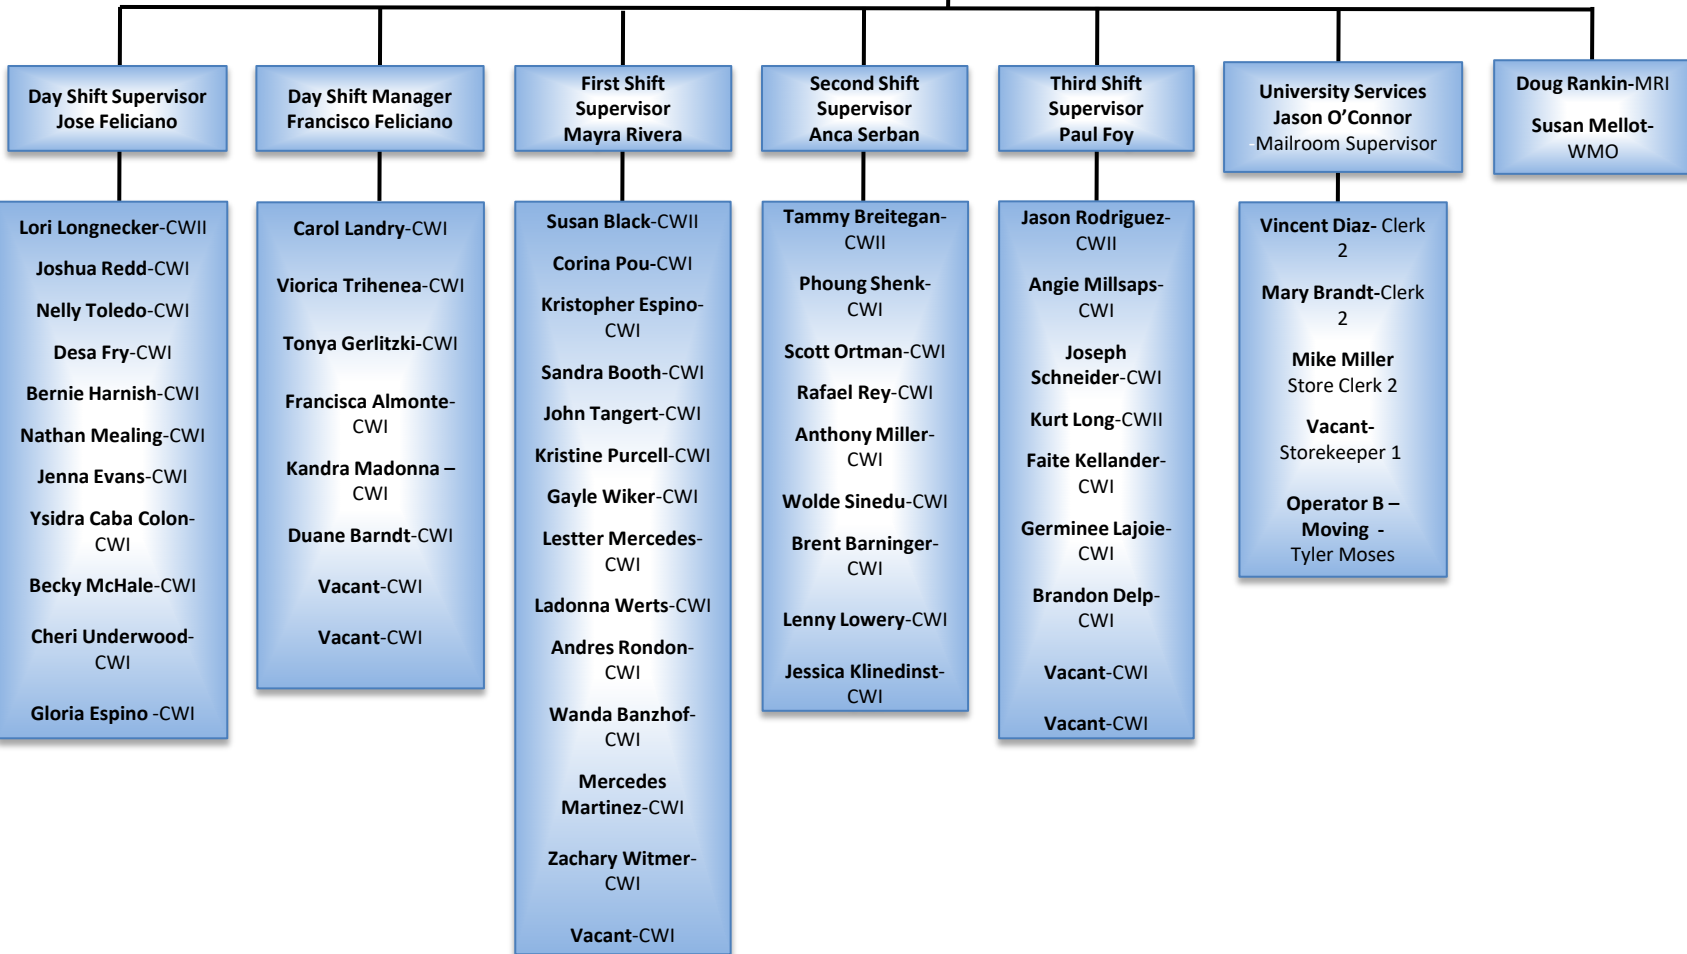 Day Shift Supervisor
Jose Feliciano
Day Shift Manager
Francisco Feliciano
First Shift
Supervisor
Mayra Rivera
Second Shift
Supervisor
Anca Serban
Third Shift
Supervisor
Paul Foy
University Services
Jason O’Connor
-Mailroom Supervisor
Doug Rankin-MRI
Susan Mellot-
WMO
Lori Longnecker-CWII
Joshua Redd-CWI
Nelly Toledo-CWI
Desa Fry-CWI
Bernie Harnish-CWI
Nathan Mealing-CWI
Jenna Evans-CWI
Ysidra Caba Colon-
CWI
Becky McHale-CWI
Cheri Underwood-
CWI
Gloria Espino -CWI
Carol Landry-CWI
Viorica Trihenea-CWI
Tonya Gerlitzki-CWI
Francisca Almonte-
CWI
Kandra Madonna –
CWI
Duane Barndt-CWI
Vacant-CWI
Vacant-CWI
Susan Black-CWII
Corina Pou-CWI
Kristopher Espino-
CWI
Sandra Booth-CWI
John Tangert-CWI
Kristine Purcell-CWI
Gayle Wiker-CWI
Lestter Mercedes-
CWI
Ladonna Werts-CWI
Andres Rondon-
CWI
Wanda Banzhof-
CWI
Mercedes
Martinez-CWI
Zachary Witmer-
CWI
Vacant-CWI
Tammy Breitegan-
CWII
Phoung Shenk-
CWI
Scott Ortman-CWI
Rafael Rey-CWI
Anthony Miller-
CWI
Wolde Sinedu-CWI
Brent Barninger-
CWI
Lenny Lowery-CWI
Jessica Klinedinst-
CWI
Jason Rodriguez-
CWII
Angie Millsaps-
CWI
Joseph
Schneider-CWI
Kurt Long-CWII
Faite Kellander-
CWI
Germinee Lajoie-
CWI
Brandon Delp-
CWI
Vacant-CWI
Vacant-CWI
Vincent Diaz- Clerk
2
Mary Brandt-Clerk
2
Mike Miller
Store Clerk 2
Vacant-
Storekeeper 1
Operator B –
Moving -
Tyler Moses